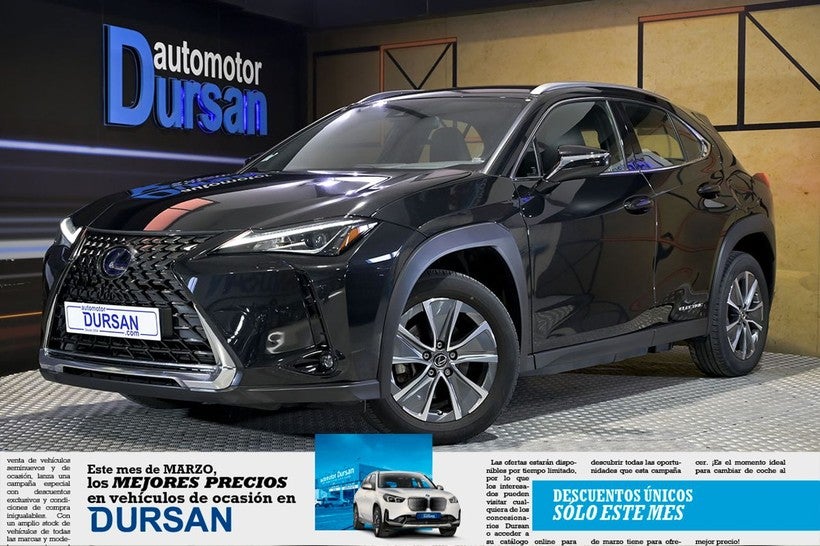 automotor
Dursan
automotor
DURSAN
.com
ELECTRIC
venta de vehículos
seminuevos y de
ocasión, lanza una
campaña especial
con descuentos
exclusivos y condi-
ciones de compra
inigualables. Con
un amplio stock de
vehículos de todas
las marcas y mode-
Este mes de MARZO,
los MEJORES PRECIOS
en vehículos de ocasión en
DURSAN
automotor Dursan
Las ofertas estarán dispo-
nibles por tiempo limitado,
por lo que
los interesa-
dos pueden
visitar cual-
quiera de los
concesiona-
rios Dursan
o acceder a
su catálogo online para
descubrir todas las oportu-
nidades que esta campaña
de marzo tiene para ofre-
cer. ¡Es el momento ideal
para cambiar de coche al
mejor precio!
DESCUENTOS ÚNICOS
SÓLO ESTE MES